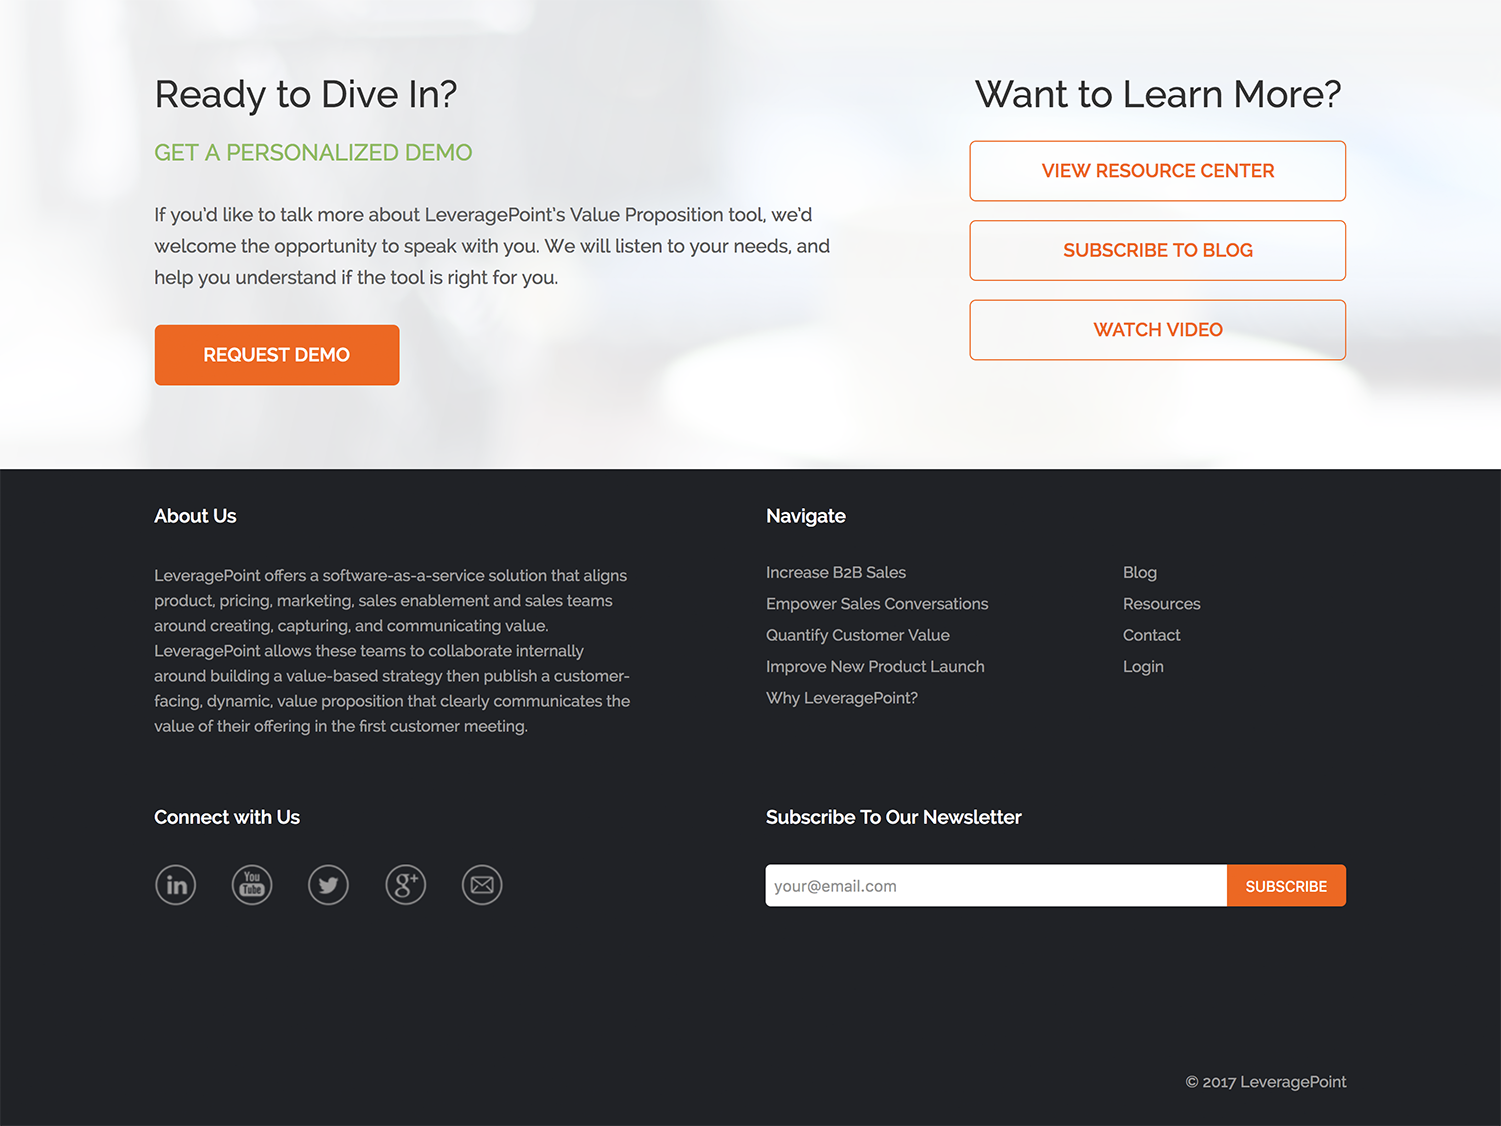 Ready to Dive In?
GET A PERSONALIZED DEMO
If you'd like to talk more about LeveragePoint's Value Proposition tool, we'd
welcome the opportunity to speak with you. We will listen to your needs, and
help you understand if the tool is right for you.
REQUEST DEMO
Want to Learn More?
VIEW RESOURCE CENTER
SUBSCRIBE TO BLOG
WATCH VIDEO
About Us
LeveragePoint offers a software-as-a-service solution that aligns
product, pricing, marketing, sales enablement and sales teams
around creating, capturing, and communicating value.
LeveragePoint allows these teams to collaborate internally
around building a value-based strategy then publish a customer-
facing, dynamic, value proposition that clearly communicates the
value of their offering in the first customer meeting.
Navigate
Increase B2B Sales
Empower Sales Conversations
Quantify Customer Value
Improve New Product Launch
Why LeveragePoint?
Blog
Resources
Contact
Login
Connect with Us
in
You
Tube
g+
Subscribe To Our Newsletter
your@email.com
SUBSCRIBE
© 2017 LeveragePoint